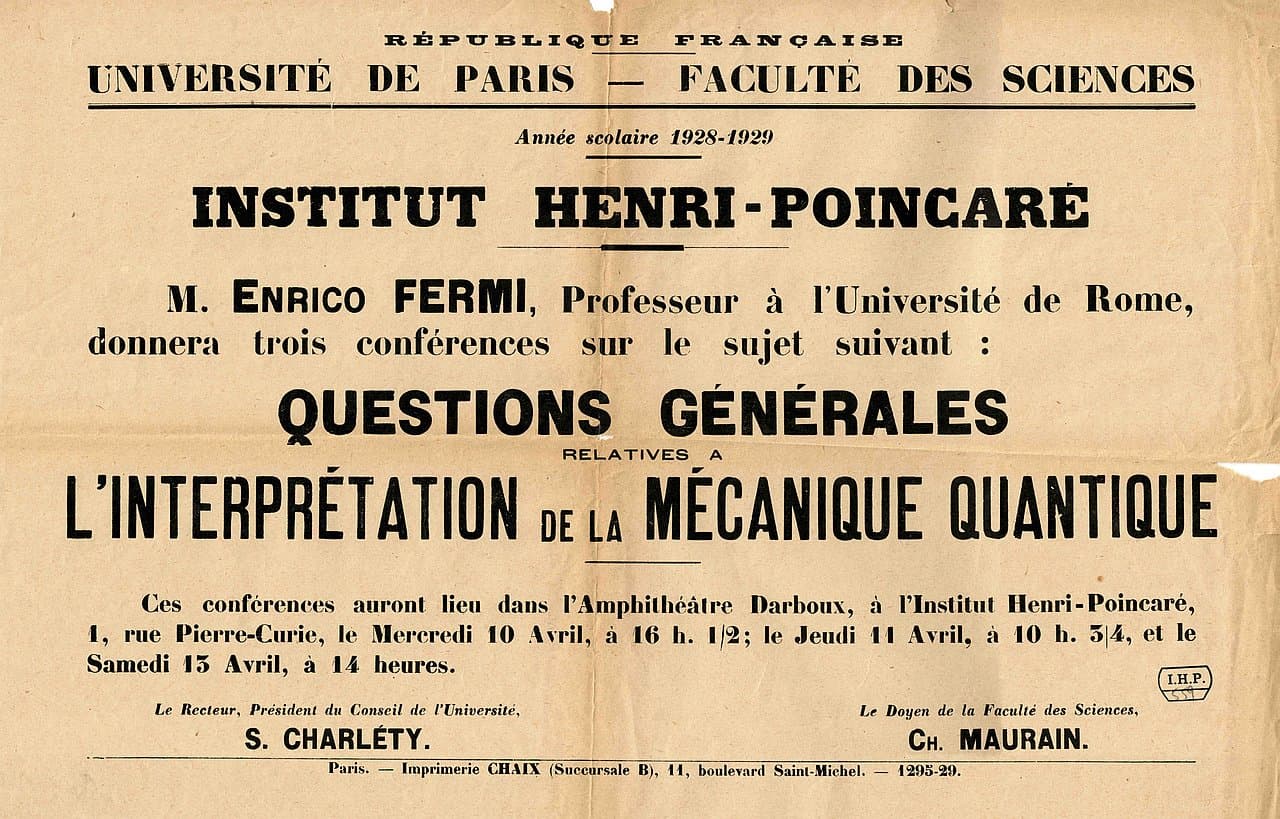 RÉPUBLIQUE FRANÇAISE
UNIVERSITÉ DE PARIS — FACULTÉ DES SCIENCES
Année scolaire 1928-1929
INSTITUT HENRI-POINCARÉ
M. ENRICO FERMI, Professeur à l'Université de Rome,
donnera trois conférences sur le sujet suivant :
QUESTIONS GÉNÉRALES
RELATIVES A
L'INTERPRÉTATION DE LA MÉCANIQUE QUANTIQUE
Ces conférences auront lieu dans l'Amphithéâtre Darboux, à l'Institut Henri-Poincaré,
1, rue Pierre-Curie, le Mercredi 10 Avril, à 16 h. 1/2; le Jeudi 11 Avril, à 10 h. 3/4, et le
Samedi 13 Avril, à 14 heures.
I.H.P.
Le Recteur, Président du Conseil de l'Université,
S. CHARLÉTY.
Le Doyen de la Faculté des Sciences,
CH. MAURAIN.
Paris. — Imprimerie CHAIX (Succursale B), 11, boulevard Saint-Michel. — 1295-29.